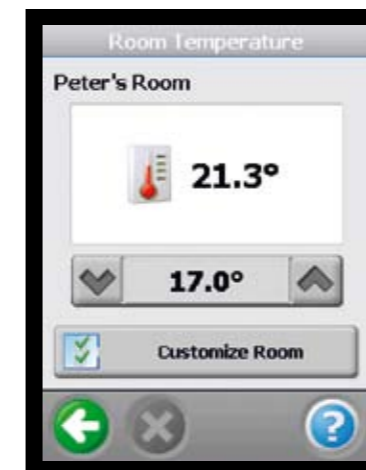 Room Temperature
Peter's Room
21.3°
17.0°
Customize Room
?